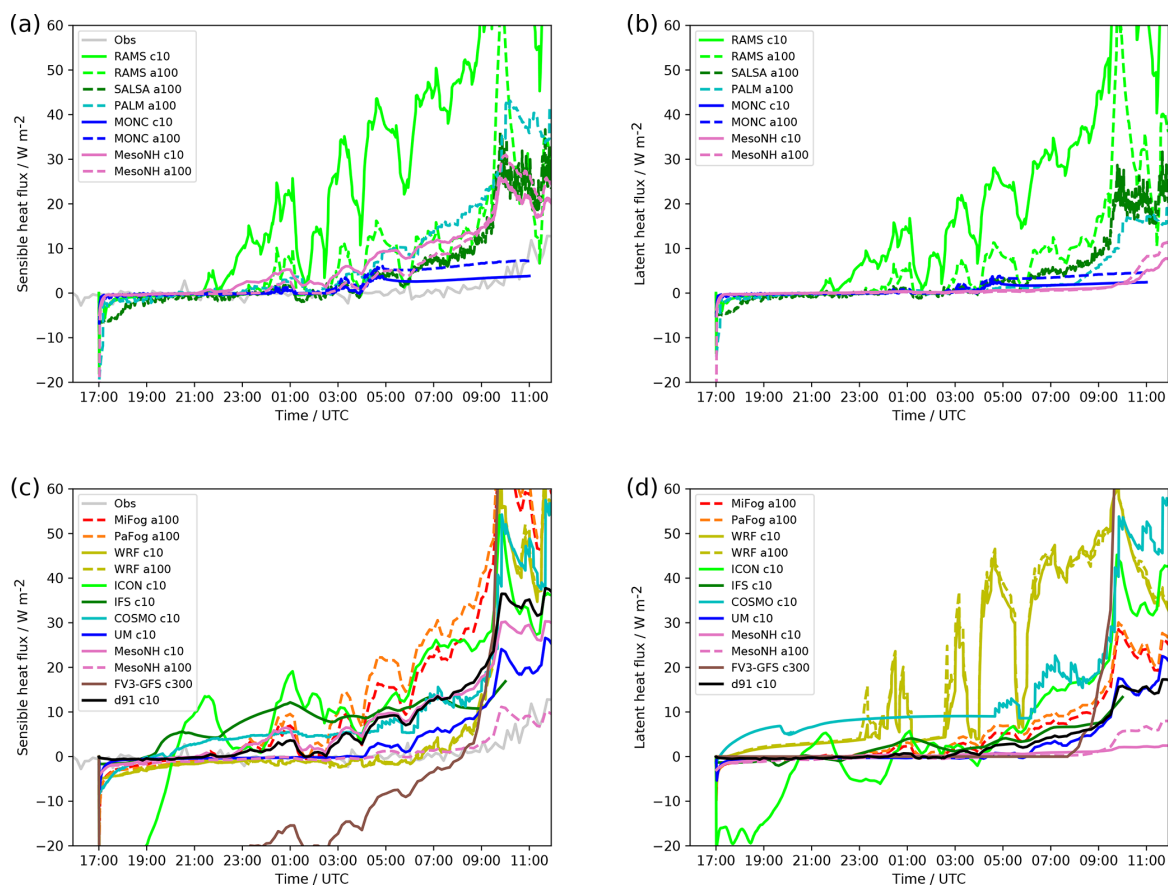 (a)
60
50
40
30
20
10
0
−10
−20
Sensible heat flux / W m-2
Obs
RAMS c10
RAMS a100
SALSA a100
PALM a100
MONC c10
MONC a100
MesoNH c10
MesoNH a100
17:00 19:00 21:00 23:00 01:00 03:00 05:00 07:00 09:00 11:00
Time / UTC
(b)
60
50
40
30
20
10
0
−10
−20
Latent heat flux / W m-2
RAMS c10
RAMS a100
SALSA a100
PALM a100
MONC c10
MONC a100
MesoNH c10
MesoNH a100
17:00 19:00 21:00 23:00 01:00 03:00 05:00 07:00 09:00 11:00
Time / UTC
(c)
60
50
40
30
20
10
0
−10
−20
Sensible heat flux / W m-2
Obs
MiFog a100
PaFog a100
WRF c10
WRF a100
ICON c10
IFS c10
COSMO c10
UM c10
MesoNH c10
MesoNH a100
FV3-GFS c300
d91 c10
17:00 19:00 21:00 23:00 01:00 03:00 05:00 07:00 09:00 11:00
Time / UTC
(d)
60
50
40
30
20
10
0
−10
−20
Latent heat flux / W m-2
MiFog a100
PaFog a100
WRF c10
WRF a100
ICON c10
IFS c10
COSMO c10
UM c10
MesoNH c10
MesoNH a100
FV3-GFS c300
d91 c10
17:00 19:00 21:00 23:00 01:00 03:00 05:00 07:00 09:00 11:00
Time / UTC